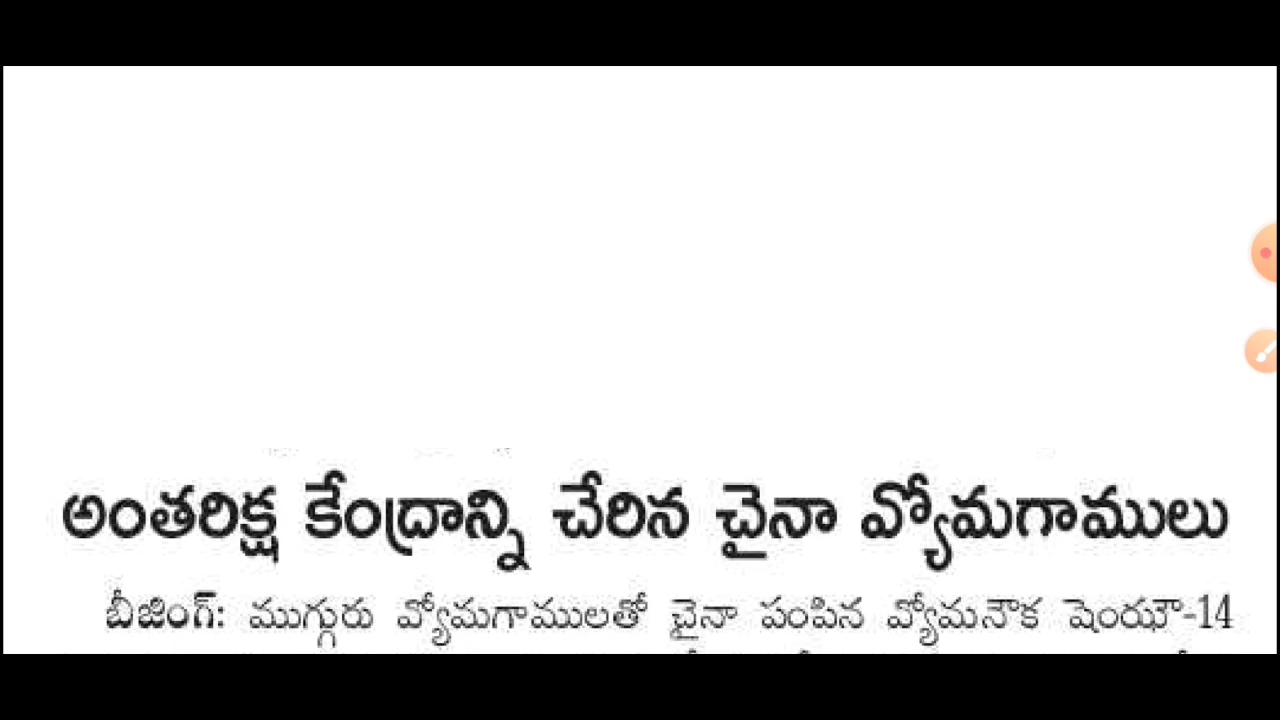 అంతరిక్ష కేంద్రాన్ని చేరిన చైనా వ్యోమగాములు
బీజింగ్: ముగ్గురు వ్యోమగాములతో చైనా పంపిన వ్యోమనౌక షెంఝౌ-14